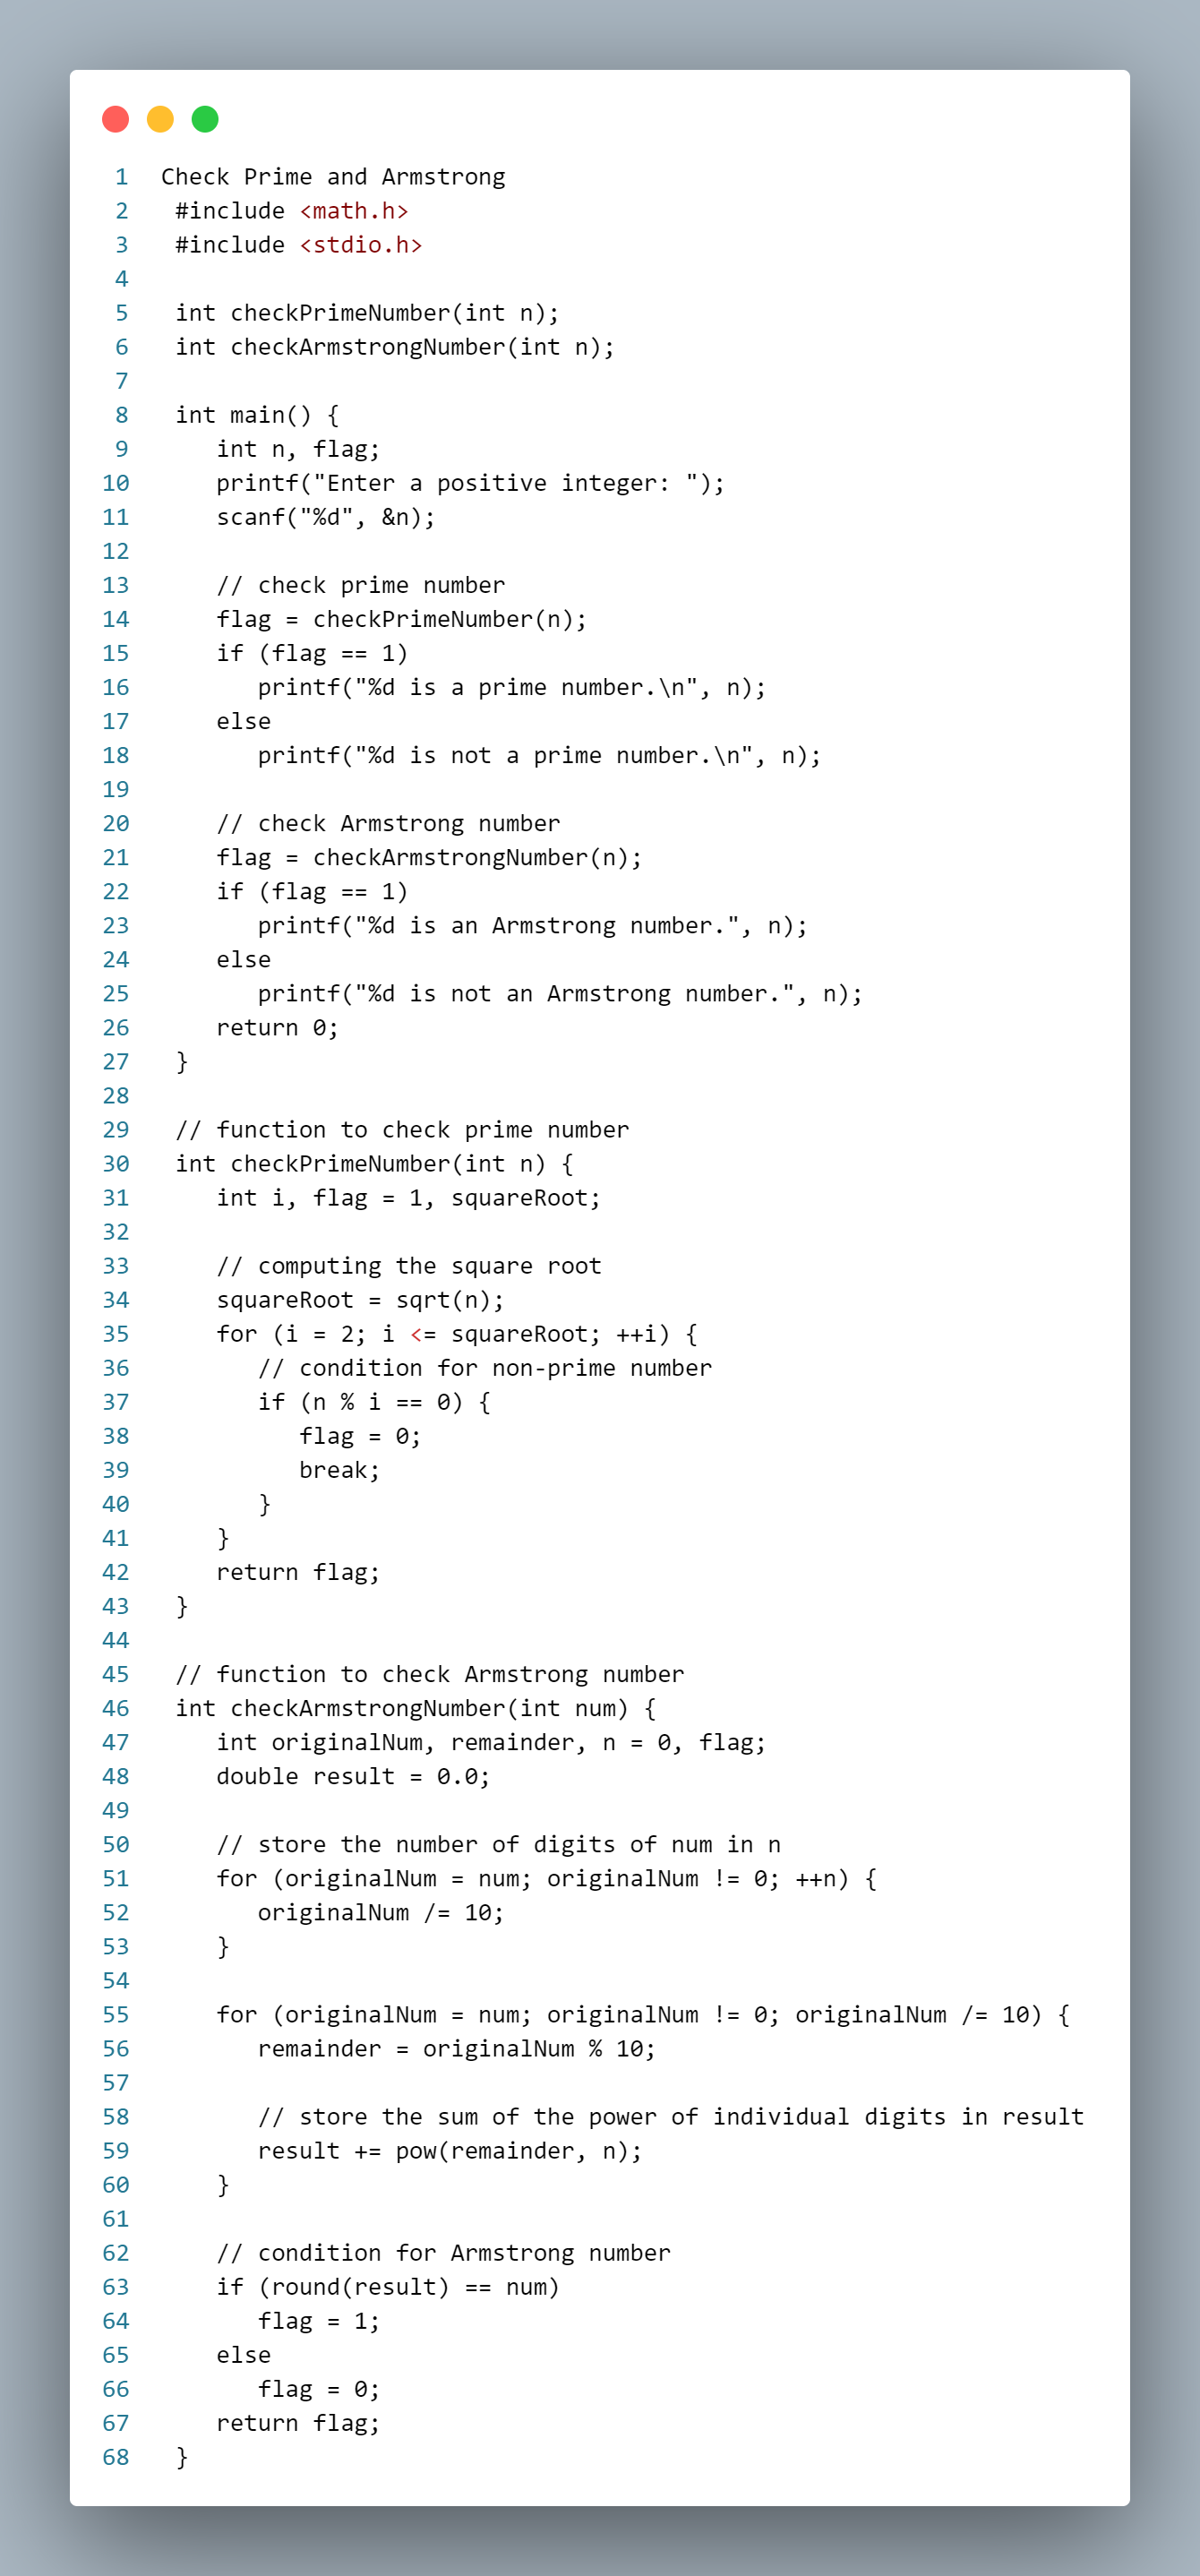 1 Check Prime and Armstrong
2  #include <math.h>
3  #include <stdio.h>
4
5  int checkPrimeNumber(int n);
6  int checkArmstrongNumber(int n);
7
8  int main() {
9     int n, flag;
10     printf("Enter a positive integer: ");
11     scanf("%d", &n);
12
13     // check prime number
14     flag = checkPrimeNumber(n);
15     if (flag == 1)
16        printf("%d is a prime number.\n", n);
17     else
18        printf("%d is not a prime number.\n", n);
19
20     // check Armstrong number
21     flag = checkArmstrongNumber(n);
22     if (flag == 1)
23        printf("%d is an Armstrong number.", n);
24     else
25        printf("%d is not an Armstrong number.", n);
26     return 0;
27  }
28
29  // function to check prime number
30  int checkPrimeNumber(int n) {
31     int i, flag = 1, squareRoot;
32
33     // computing the square root
34     squareRoot = sqrt(n);
35     for (i = 2; i <= squareRoot; ++i) {
36        // condition for non-prime number
37        if (n % i == 0) {
38           flag = 0;
39           break;
40        }
41     }
42     return flag;
43  }
44
45  // function to check Armstrong number
46  int checkArmstrongNumber(int num) {
47     int originalNum, remainder, n = 0, flag;
48     double result = 0.0;
49
50     // store the number of digits of num in n
51     for (originalNum = num; originalNum != 0; ++n) {
52        originalNum /= 10;
53     }
54
55     for (originalNum = num; originalNum != 0; originalNum /= 10) {
56        remainder = originalNum % 10;
57
58        // store the sum of the power of individual digits in result
59        result += pow(remainder, n);
60     }
61
62     // condition for Armstrong number
63     if (round(result) == num)
64        flag = 1;
65     else
66        flag = 0;
67     return flag;
68  }